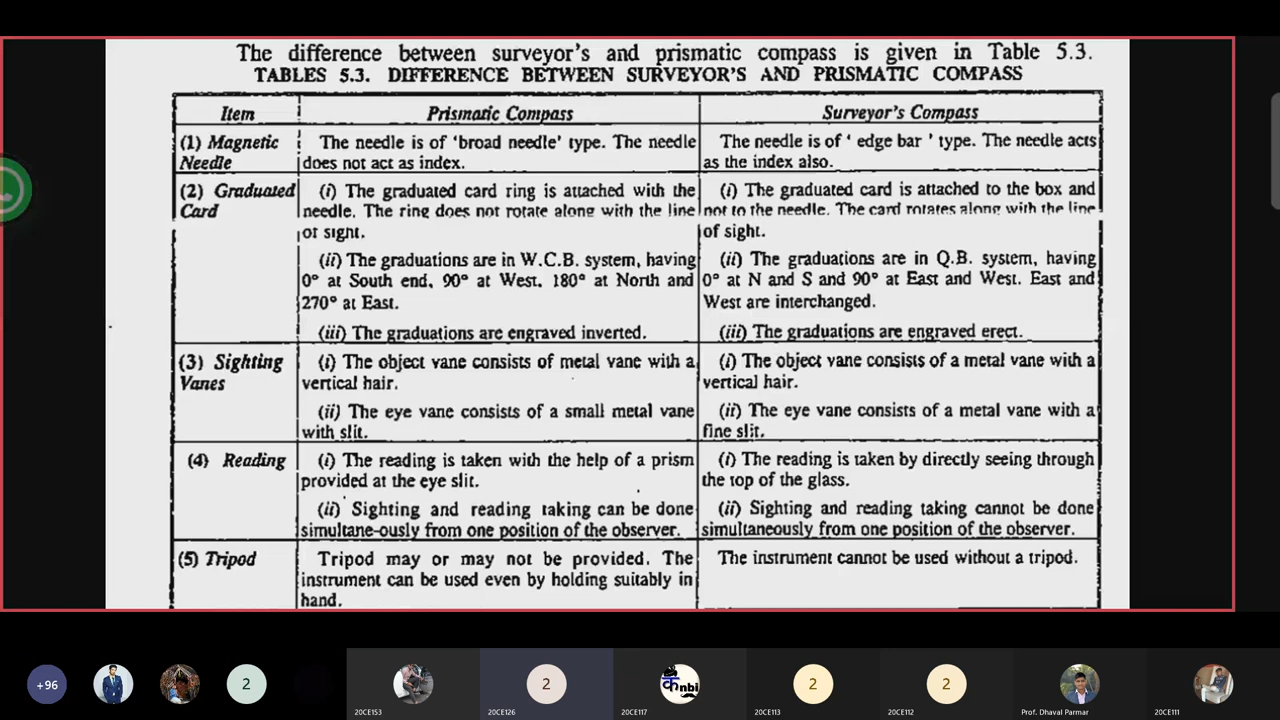 The difference between surveyor's and prismatic compass is given in Table 5.3.
TABLES 5.3. DIFFERENCE BETWEEN SURVEYOR'S AND PRISMATIC COMPASS
Item
Prismatic Compass
Surveyor's Compass
(1) Magnetic
Needle
The needle is of 'broad needle' type. The needle
does not act as index.
The needle is of ' edge bar ' type. The needle acts
as the index also.
(2) Graduated
Card
(i) The graduated card ring is attached with the
needle. The ring does not rotate along with the line
of sight.
(ii) The graduations are in W.C.B. system, having
0° at South end, 90° at West, 180° at North and
270° at East.
(iii) The graduations are engraved inverted.
(i) The graduated card is attached to the box and
not to the needle. The card rotates along with the line
of sight.
(ii) The graduations are in Q.B. system, having
0° at N and S and 90° at East and West. East and
West are interchanged.
(iii) The graduations are engraved erect.
(3) Sighting
Vanes
(i) The object vane consists of metal vane with a
vertical hair.
(ii) The eye vane consists of a small metal vane
with slit.
(i) The object vane consists of a metal vane with a
vertical hair.
(ii) The eye vane consists of a metal vane with a
fine slit.
(4) Reading
(i) The reading is taken with the help of a prism
provided at the eye slit.
(ii) Sighting and reading taking can be done
simultane-ously from one position of the observer.
(i) The reading is taken by directly seeing through
the top of the glass.
(ii) Sighting and reading taking cannot be done
simultaneously from one position of the observer.
(5) Tripod
Tripod may or may not be provided. The
instrument can be used even by holding suitably in
hand.
The instrument cannot be used without a tripod.
+96
2
2
कnbi
2
2
20CE153
20CE126
20CE117
20CE113
20CE112
Prof. Dhaval Parmar
20CE111